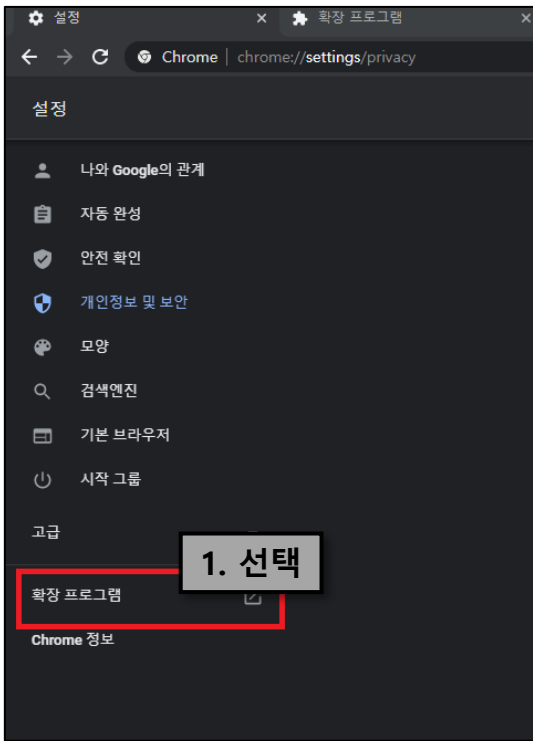 설정
확장 프로그램
Chrome | chrome://settings/privacy
설정
나와 Google의 관계
자동 완성
안전 확인
개인정보 및 보안
모양
검색엔진
기본 브라우저
시작 그룹
고급
1. 선택
확장 프로그램
Chrome 정보